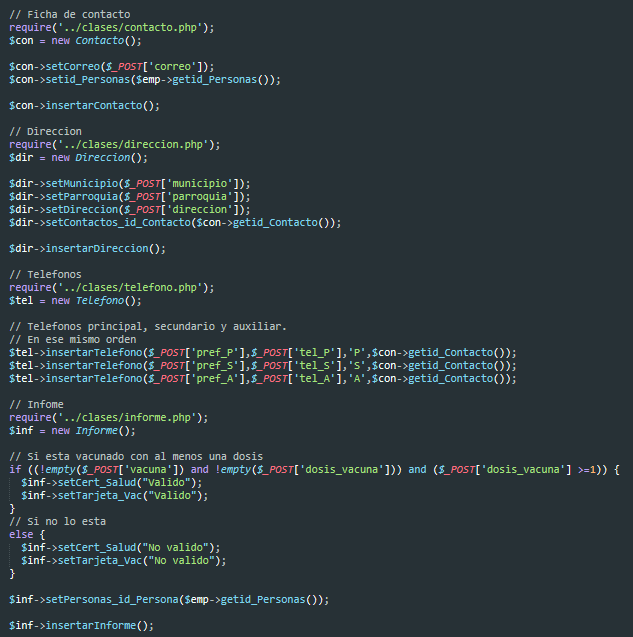 // Ficha de contacto
require('../clases/contacto.php');
$con = new Contacto();

$con->setCorreo($_POST['correo']);
$con->setid_Personas($emp->getid_Personas());

$con->insertarContacto();

// Direccion
require('../clases/direccion.php');
$dir = new Direccion();

$dir->setMunicipio($_POST['municipio']);
$dir->setParroquia($_POST['parroquia']);
$dir->setDireccion($_POST['direccion']);
$dir->setContactos_id_Contacto($con->getid_Contacto());

$dir->insertarDireccion();

// Telefonos
require('../clases/telefono.php');
$tel = new Telefono();

// Telefonos principal, secundario y auxiliar.
// En ese mismo orden
$tel->insertarTelefono($_POST['pref_P'],$_POST['tel_P'],'P',$con->getid_Contacto());
$tel->insertarTelefono($_POST['pref_S'],$_POST['tel_S'],'S',$con->getid_Contacto());
$tel->insertarTelefono($_POST['pref_A'],$_POST['tel_A'],'A',$con->getid_Contacto());

// Infome
require('../clases/informe.php');
$inf = new Informe();

// Si esta vacunado con al menos una dosis
if ((!empty($_POST['vacuna']) and !empty($_POST['dosis_vacuna'])) and ($_POST['dosis_vacuna'] >=1)) {
  $inf->setCert_Salud("Valido");
  $inf->setTarjeta_Vac("Valido");
}
// Si no lo esta
else {
  $inf->setCert_Salud("No valido");
  $inf->setTarjeta_Vac("No valido");
}

$inf->setPersonas_id_Persona($emp->getid_Personas());

$inf->insertarInforme();